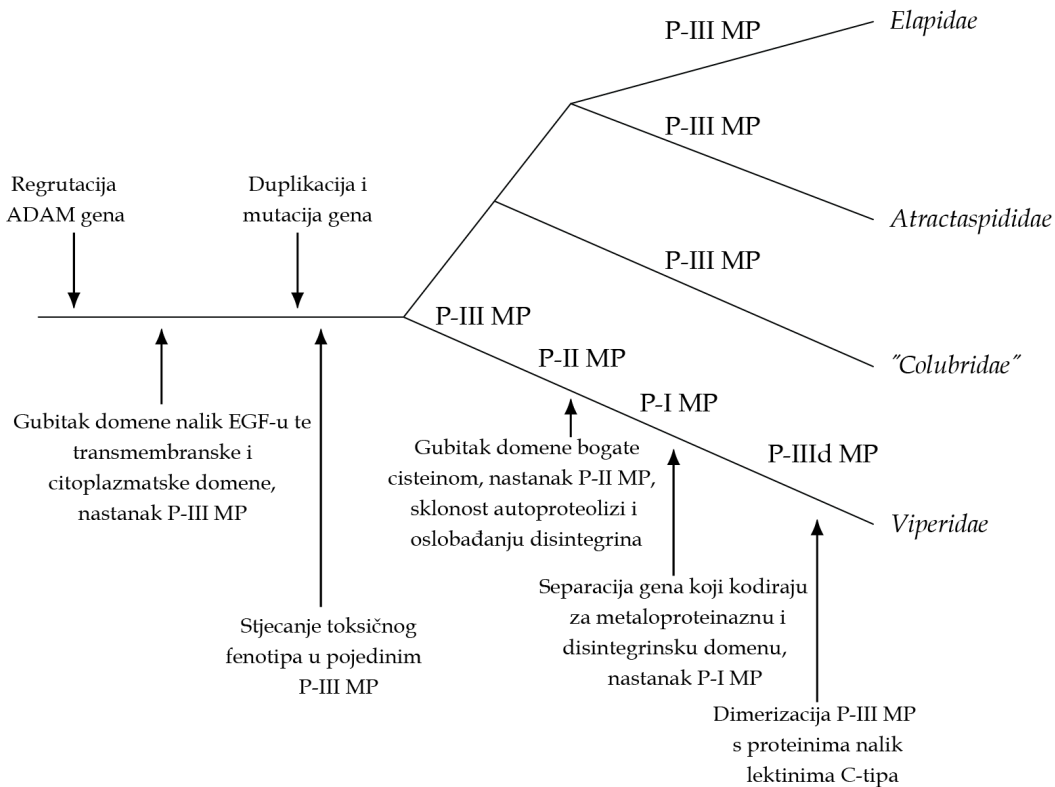 P-III MP
Elapidae
P-III MP
Atractaspididae
Regrutacija
ADAM gena
Duplikacija i
mutacija gena
P-III MP
"Colubridae"
P-III MP
P-II MP
P-I MP
P-IIId MP
Viperidae
Gubitak domene nalik EGF-u te
transmembranske i
citoplazmatske domene,
nastanak P-III MP
Stjecanje toksičnog
fenotipa u pojedinim
P-III MP
Gubitak domene bogate
cisteinom, nastanak P-II MP,
sklonost autoproteolizi i
oslobađanju disintegrina
Separacija gena koji kodiraju
za metaloproteinaznu i
disintegrinsku domenu,
nastanak P-I MP
Dimerizacija P-III MP
s proteinima nalik
lektinima C-tipa